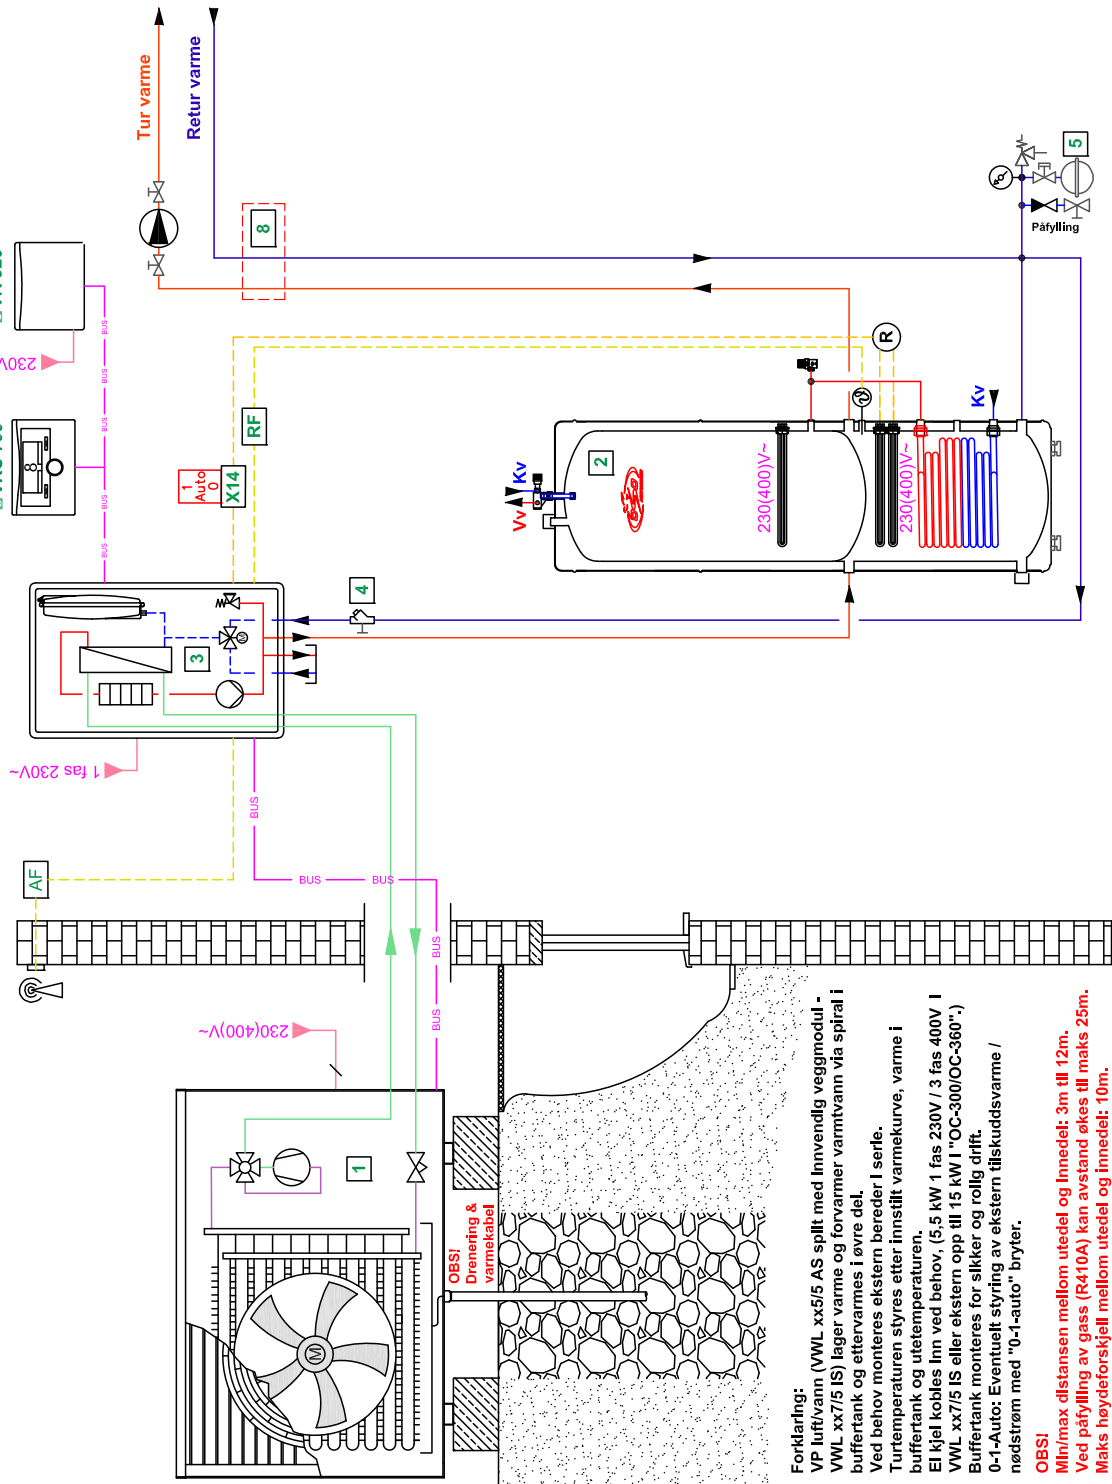 Tur varme
Retur varme
8
230V
BUS
BUS
BUS
BUS
RF
1
Auto
0
X14
R
5
Påfylling
Kv
Vv
2
Kv
230(400)V~
230(400)V~
4
3
M
1 fas 230V~
BUS
AF
BUS
BUS
BUS
BUS
230(400)V~
1
M
OBS!
Drenering &
varmekabel
Forklaring:
VP luft/vann (VWL xx5/5 AS split med Innvendig veggmodul -
VWL xx7/5 IS) lager varme og forvarmer varmtvann via spiral i
buffertank og ettervarmes i øvre del.
Ved behov monteres ekstern bereder i serie.
Turtemperaturen styres etter innstilt varmekurve, varme i
buffertank og utetemperaturen.
El kjel kobles Inn ved behov, (5,5 kW 1 fas 230V / 3 fas 400V I
VWL xx7/5 IS eller ekstern opp til 15 kW I "OC-300/OC-360".)
Buffertank monteres for sikker og rolig drift.
0-1-Auto: Eventuelt styring av ekstern tilskuddsvarme /
nødstrøm med "0-1-auto" bryter.
OBS!
Min/max distansen mellom utedel og Innedel: 3m til 12m.
Ved påfylling av gass (R410A) kan avstand økes til maks 25m.
Maks høydeforskjell mellom utedel og innedel: 10m.